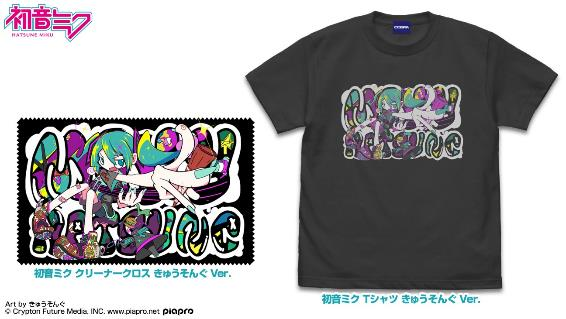 初音ミク
HATSUNE MIKU
COSPA
初音ミク クリーナークロス きゅうそんぐ Ver.
初音ミク Tシャツ きゅうそんぐ Ver.
Art by きゅうそんぐ
© Crypton Future Media, INC. www.piapro.net piapro